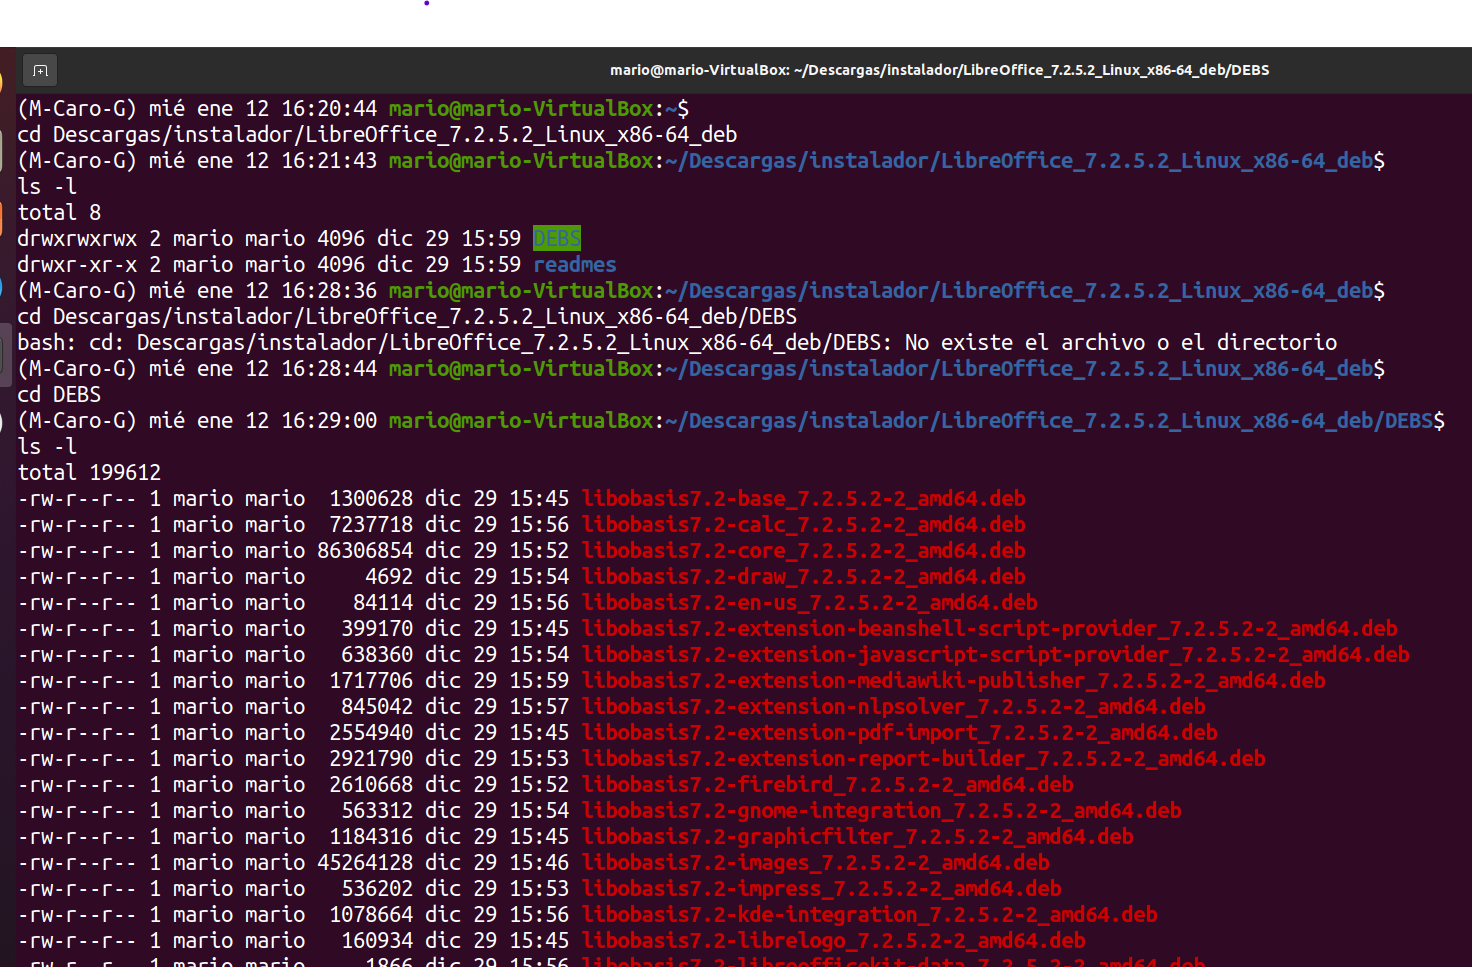 mario@mario-VirtualBox: ~/Descargas/instalador/LibreOffice_7.2.5.2_Linux_x86-64_deb/DEBS
(M-Caro-G) mié ene 12 16:20:44 mario@mario-VirtualBox:~$
cd Descargas/instalador/LibreOffice_7.2.5.2_Linux_x86-64_deb
(M-Caro-G) mié ene 12 16:21:43 mario@mario-VirtualBox:~/Descargas/instalador/LibreOffice_7.2.5.2_Linux_x86-64_deb$
ls -l
total 8
drwxrwxrwx 2 mario mario 4096 dic 29 15:59 DEBS
drwxr-xr-x 2 mario mario 4096 dic 29 15:59 readmes
(M-Caro-G) mié ene 12 16:28:36 mario@mario-VirtualBox:~/Descargas/instalador/LibreOffice_7.2.5.2_Linux_x86-64_deb$
cd Descargas/instalador/LibreOffice_7.2.5.2_Linux_x86-64_deb/DEBS
bash: cd: Descargas/instalador/LibreOffice_7.2.5.2_Linux_x86-64_deb/DEBS: No existe el archivo o el directorio
(M-Caro-G) mié ene 12 16:28:44 mario@mario-VirtualBox:~/Descargas/instalador/LibreOffice_7.2.5.2_Linux_x86-64_deb$
cd DEBS
(M-Caro-G) mié ene 12 16:29:00 mario@mario-VirtualBox:~/Descargas/instalador/LibreOffice_7.2.5.2_Linux_x86-64_deb/DEBS$
ls -l
total 199612
-rw-r--r-- 1 mario mario  1300628 dic 29 15:45 libobasis7.2-base_7.2.5.2-2_amd64.deb
-rw-r--r-- 1 mario mario  7237718 dic 29 15:56 libobasis7.2-calc_7.2.5.2-2_amd64.deb
-rw-r--r-- 1 mario mario 86306854 dic 29 15:52 libobasis7.2-core_7.2.5.2-2_amd64.deb
-rw-r--r-- 1 mario mario     4692 dic 29 15:54 libobasis7.2-draw_7.2.5.2-2_amd64.deb
-rw-r--r-- 1 mario mario    84114 dic 29 15:56 libobasis7.2-en-us_7.2.5.2-2_amd64.deb
-rw-r--r-- 1 mario mario   399170 dic 29 15:45 libobasis7.2-extension-beanshell-script-provider_7.2.5.2-2_amd64.deb
-rw-r--r-- 1 mario mario   638360 dic 29 15:54 libobasis7.2-extension-javascript-script-provider_7.2.5.2-2_amd64.deb
-rw-r--r-- 1 mario mario  1717706 dic 29 15:59 libobasis7.2-extension-mediawiki-publisher_7.2.5.2-2_amd64.deb
-rw-r--r-- 1 mario mario   845042 dic 29 15:57 libobasis7.2-extension-nlpsolver_7.2.5.2-2_amd64.deb
-rw-r--r-- 1 mario mario  2554940 dic 29 15:45 libobasis7.2-extension-pdf-import_7.2.5.2-2_amd64.deb
-rw-r--r-- 1 mario mario  2921790 dic 29 15:53 libobasis7.2-extension-report-builder_7.2.5.2-2_amd64.deb
-rw-r--r-- 1 mario mario  2610668 dic 29 15:52 libobasis7.2-firebird_7.2.5.2-2_amd64.deb
-rw-r--r-- 1 mario mario   563312 dic 29 15:54 libobasis7.2-gnome-integration_7.2.5.2-2_amd64.deb
-rw-r--r-- 1 mario mario  1184316 dic 29 15:45 libobasis7.2-graphicfilter_7.2.5.2-2_amd64.deb
-rw-r--r-- 1 mario mario 45264128 dic 29 15:46 libobasis7.2-images_7.2.5.2-2_amd64.deb
-rw-r--r-- 1 mario mario   536202 dic 29 15:53 libobasis7.2-impress_7.2.5.2-2_amd64.deb
-rw-r--r-- 1 mario mario  1078664 dic 29 15:56 libobasis7.2-kde-integration_7.2.5.2-2_amd64.deb
-rw-r--r-- 1 mario mario   160934 dic 29 15:45 libobasis7.2-librelogo_7.2.5.2-2_amd64.deb
-rw-r--r-- 1 mario mario     1866 dic 29 15:56 libobasis7.2-libreofficekit-data_7.2.5.2-2_amd64.deb